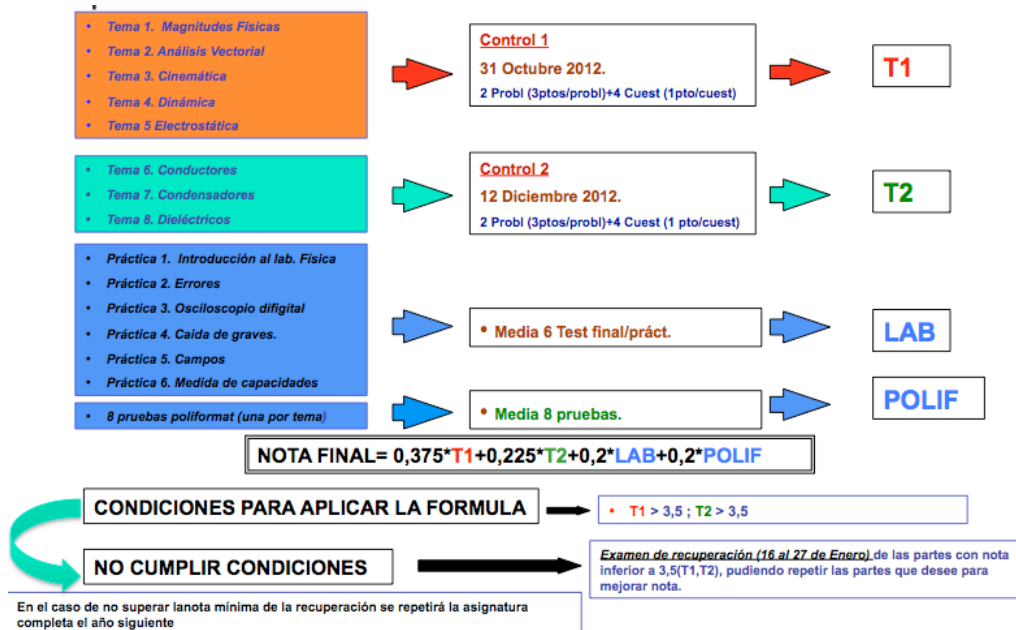 • Tema 1. Magnitudes Físicas
• Tema 2. Análisis Vectorial
• Tema 3. Cinemática
• Tema 4. Dinámica
• Tema 5 Electrostática
Control 1
31 Octubre 2012.
2 Probl (3ptos/probl)+4 Cuest (1pto/cuest)
T1
• Tema 6. Conductores
• Tema 7. Condensadores
• Tema 8. Dieléctricos
Control 2
12 Diciembre 2012.
2 Probl (3ptos/probl)+4 Cuest (1 pto/cuest)
T2
• Práctica 1. Introducción al lab. Física
• Práctica 2. Errores
• Práctica 3. Osciloscopio difigital
• Práctica 4. Caida de graves.
• Práctica 5. Campos
• Práctica 6. Medida de capacidades
• Media 6 Test final/práct.
LAB
• 8 pruebas poliformat (una por tema)
• Media 8 pruebas.
POLIF
NOTA FINAL= 0,375*T1+0,225*T2+0,2*LAB+0,2*POLIF
CONDICIONES PARA APLICAR LA FORMULA
• T1 > 3,5 ; T2 > 3,5
NO CUMPLIR CONDICIONES
Examen de recuperación (16 al 27 de Enero) de las partes con nota
inferior a 3,5(T1,T2), pudiendo repetir las partes que desee para
mejorar nota.
En el caso de no superar lanota mínima de la recuperación se repetirá la asignatura
completa el año siguiente